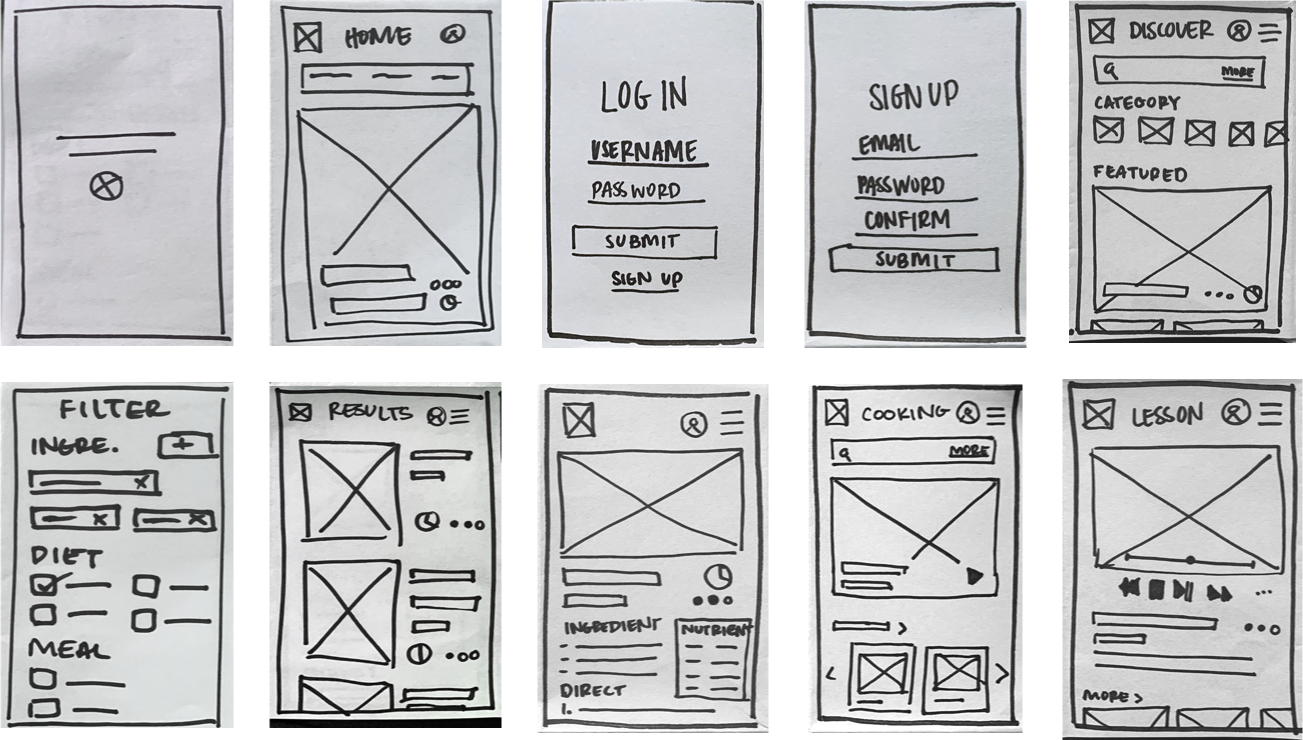 HOME
LOG IN
USERNAME
PASSWORD
SUBMIT
SIGN UP
SIGN UP
EMAIL
PASSWORD
CONFIRM
SUBMIT
DISCOVER
MORE
CATEGORY
FEATURED
FILTER
INGRE. +
DIET
MEAL
RESULTS
INGREDIENT
NUTRIENT
DIRECT
1.
COOKING
MORE
LESSON
MORE >